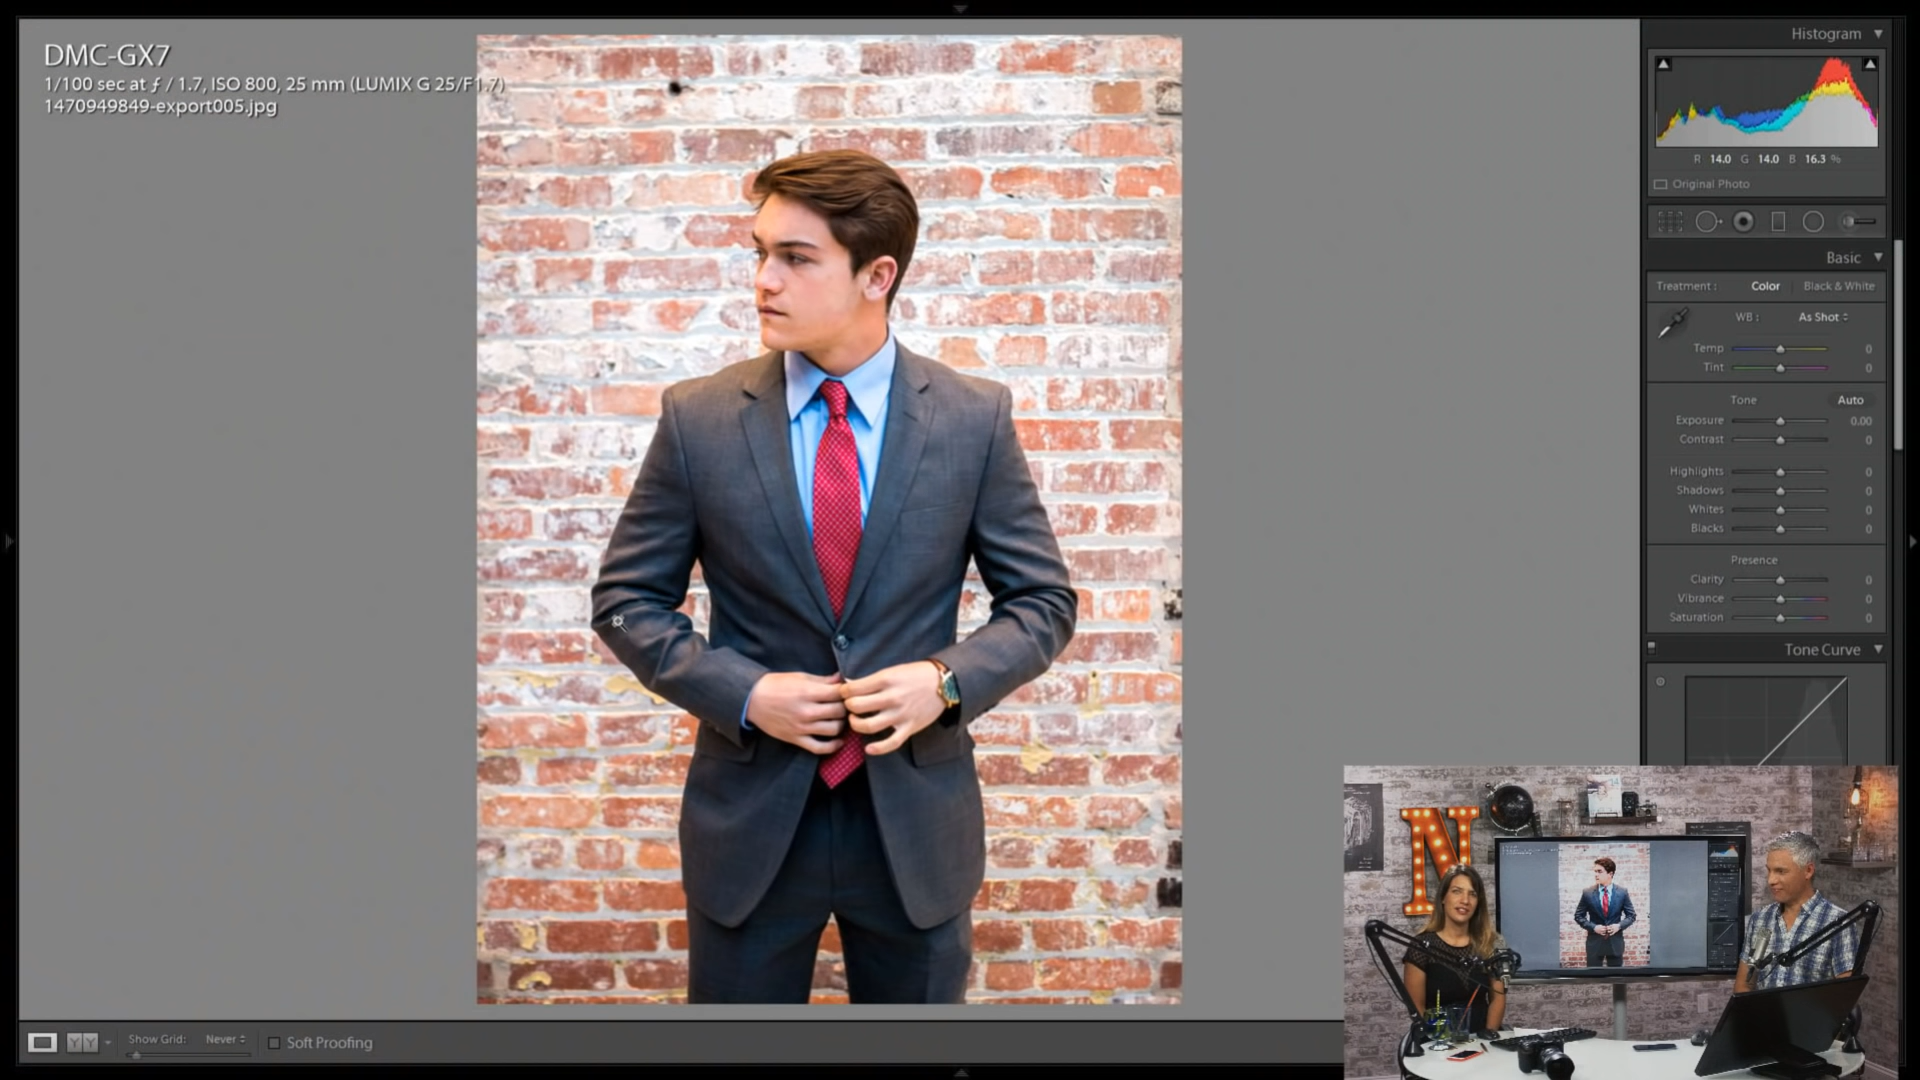 DMC-GX7
1/100 sec at ƒ / 1.7, ISO 800, 25 mm (LUMIX G 25/F1.7)
1470949849-export005.jpg
Histogram
R 14.0 G 14.0 B 16.3 %
Original Photo
Basic
Treatment : Color Black & White
WB : As Shot
Temp 0
Tint 0
Tone Auto
Exposure 0.00
Contrast 0
Highlights 0
Shadows 0
Whites 0
Blacks 0
Presence
Clarity 0
Vibrance 0
Saturation 0
Tone Curve
N
Y Y Show Grid: Never Soft Proofing